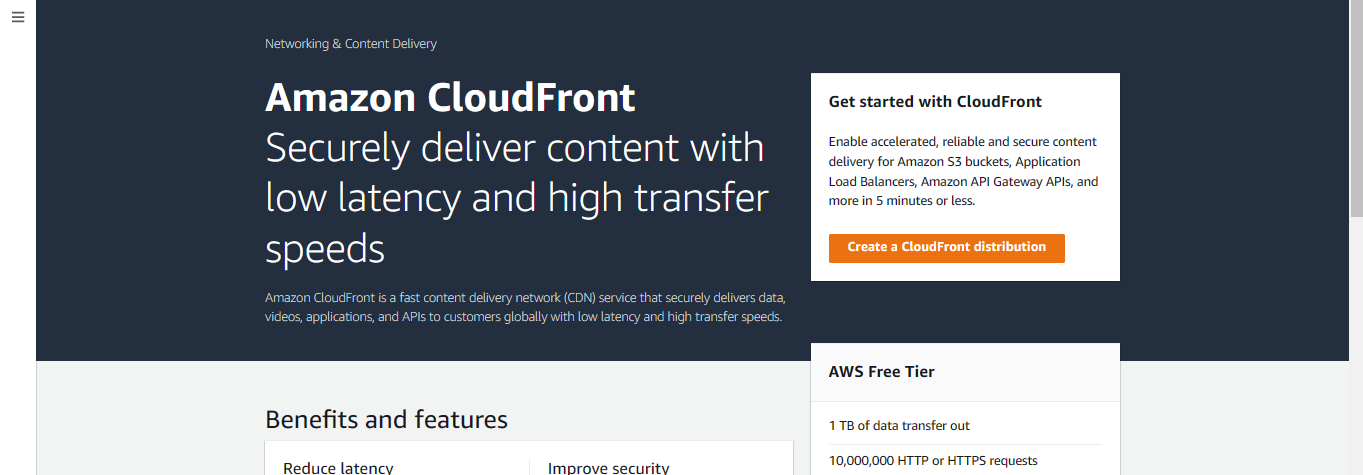 Networking & Content Delivery
Amazon CloudFront
Securely deliver content with
low latency and high transfer
speeds
Amazon CloudFront is a fast content delivery network (CDN) service that securely delivers data,
videos, applications, and APIs to customers globally with low latency and high transfer speeds.
Get started with CloudFront
Enable accelerated, reliable and secure content
delivery for Amazon S3 buckets, Application
Load Balancers, Amazon API Gateway APIs, and
more in 5 minutes or less.
Create a CloudFront distribution
AWS Free Tier
1 TB of data transfer out
10,000,000 HTTP or HTTPS requests
Benefits and features
Reduce latency
Improve security